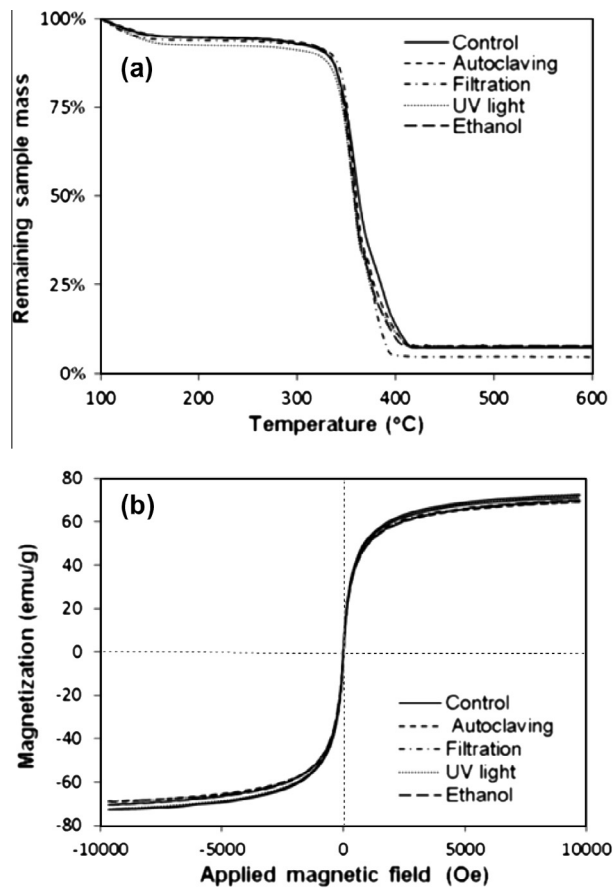 100%
75%
50%
25%
0%
Remaining sample mass
(a)
Control
Autoclaving
Filtration
UV light
Ethanol
100
200
300
400
500
600
Temperature (°C)
80
60
40
20
0
-20
-40
-60
-80
Magnetization (emu/g)
(b)
Control
Autoclaving
Filtration
UV light
Ethanol
-10000
-5000
0
5000
10000
Applied magnetic field (Oe)